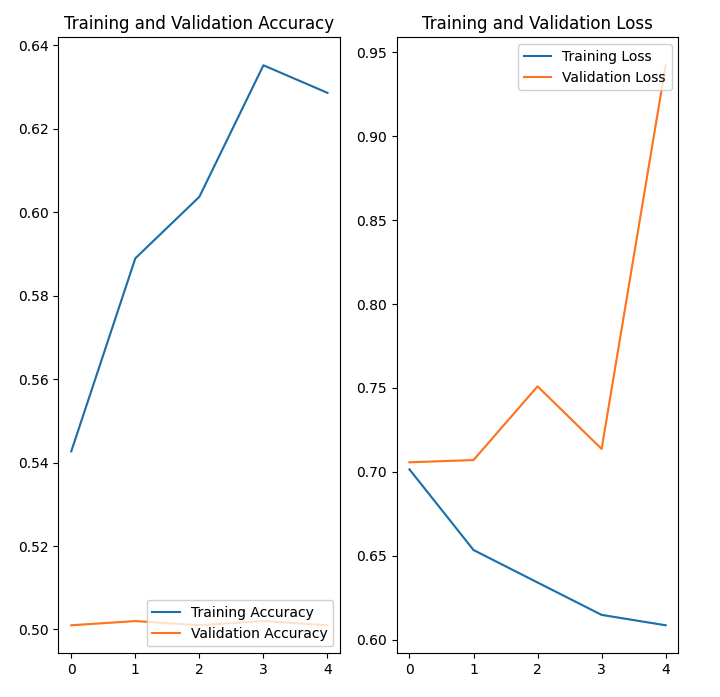 Training and Validation Accuracy
0.64
0.62
0.60
0.58
0.56
0.54
0.52
0.50
Training Accuracy
Validation Accuracy
0 1 2 3 4
Training and Validation Loss
0.95
0.90
0.85
0.80
0.75
0.70
0.65
0.60
Training Loss
Validation Loss
0 1 2 3 4